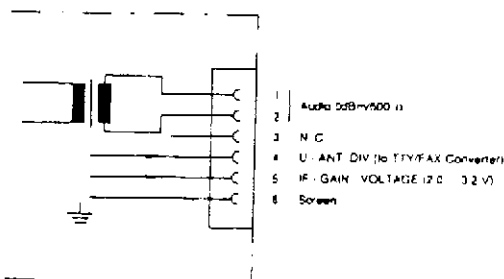 1
2
Audio 0dBm/600 Ω
3 N C
4 U - ANT DIV (to TTY/FAX Converter)
5 IF - GAIN - VOLTAGE (2.0 3.2 V)
6 Screen